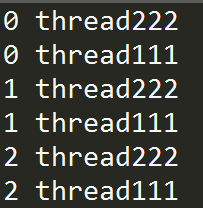 0 thread222
0 thread111
1 thread222
1 thread111
2 thread222
2 thread111